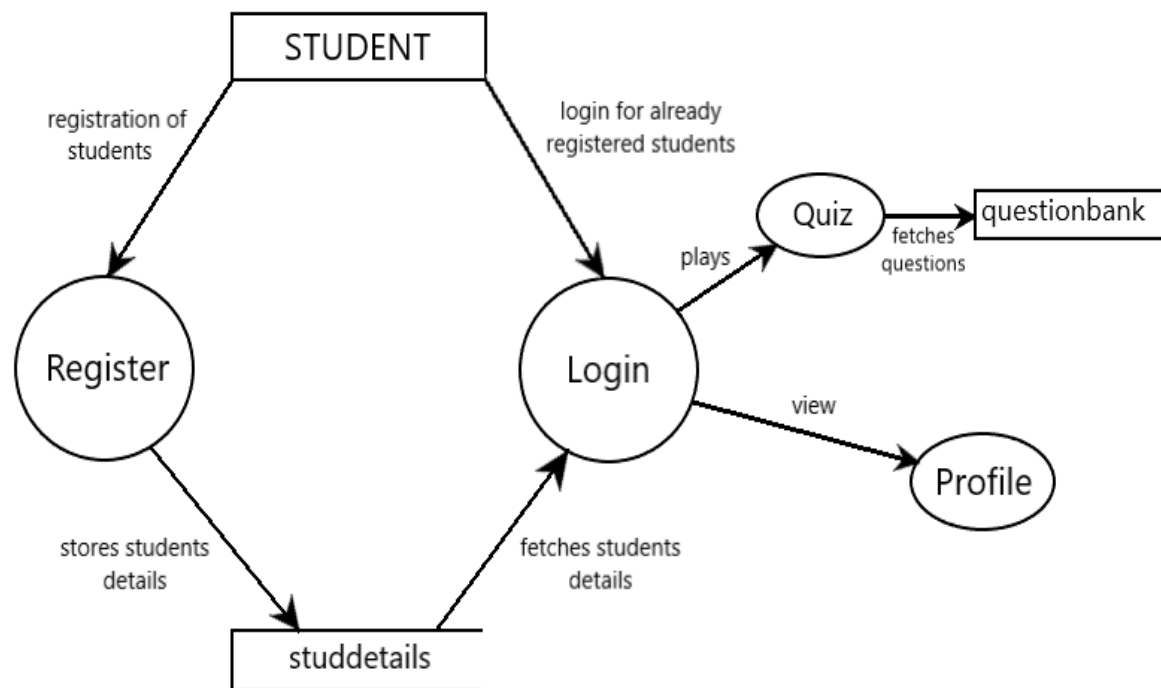 STUDENT
registration of
students
login for already
registered students
Quiz
questionbank
fetches
questions
plays
Register
Login
view
Profile
stores students
details
fetches students
details
studdetails